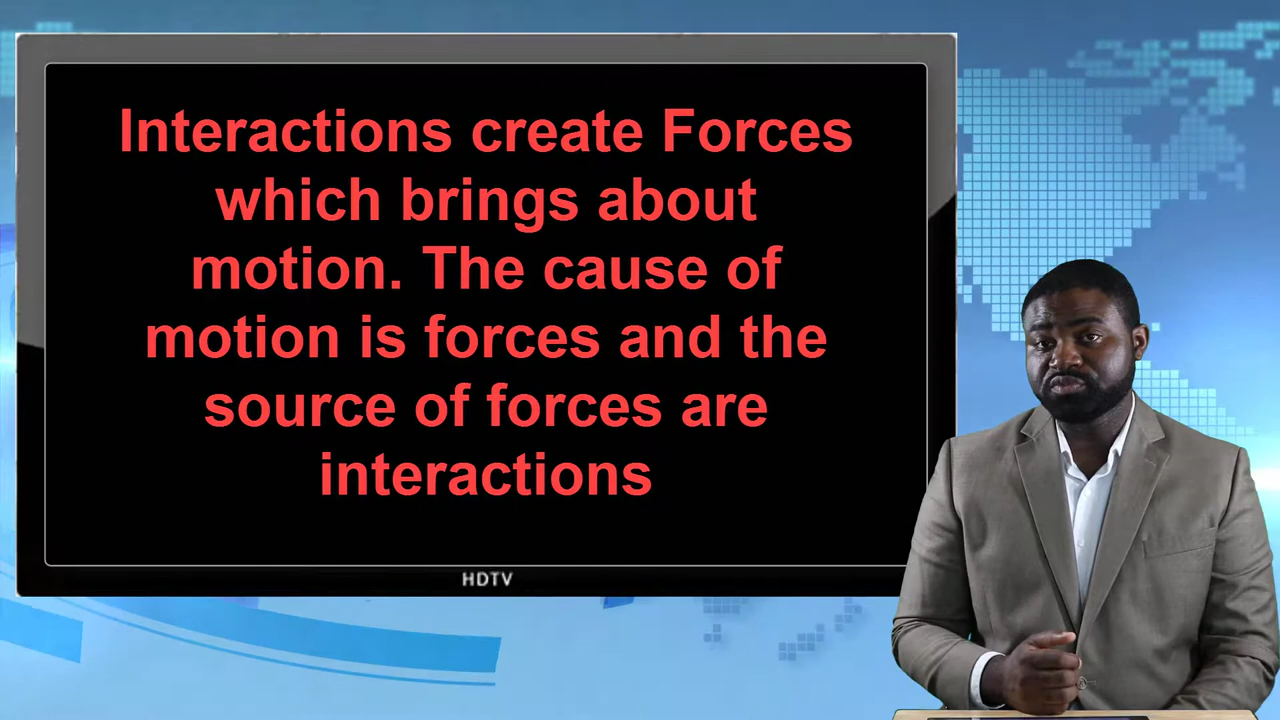 Interactions create Forces
which brings about
motion. The cause of
motion is forces and the
source of forces are
interactions
HDTV